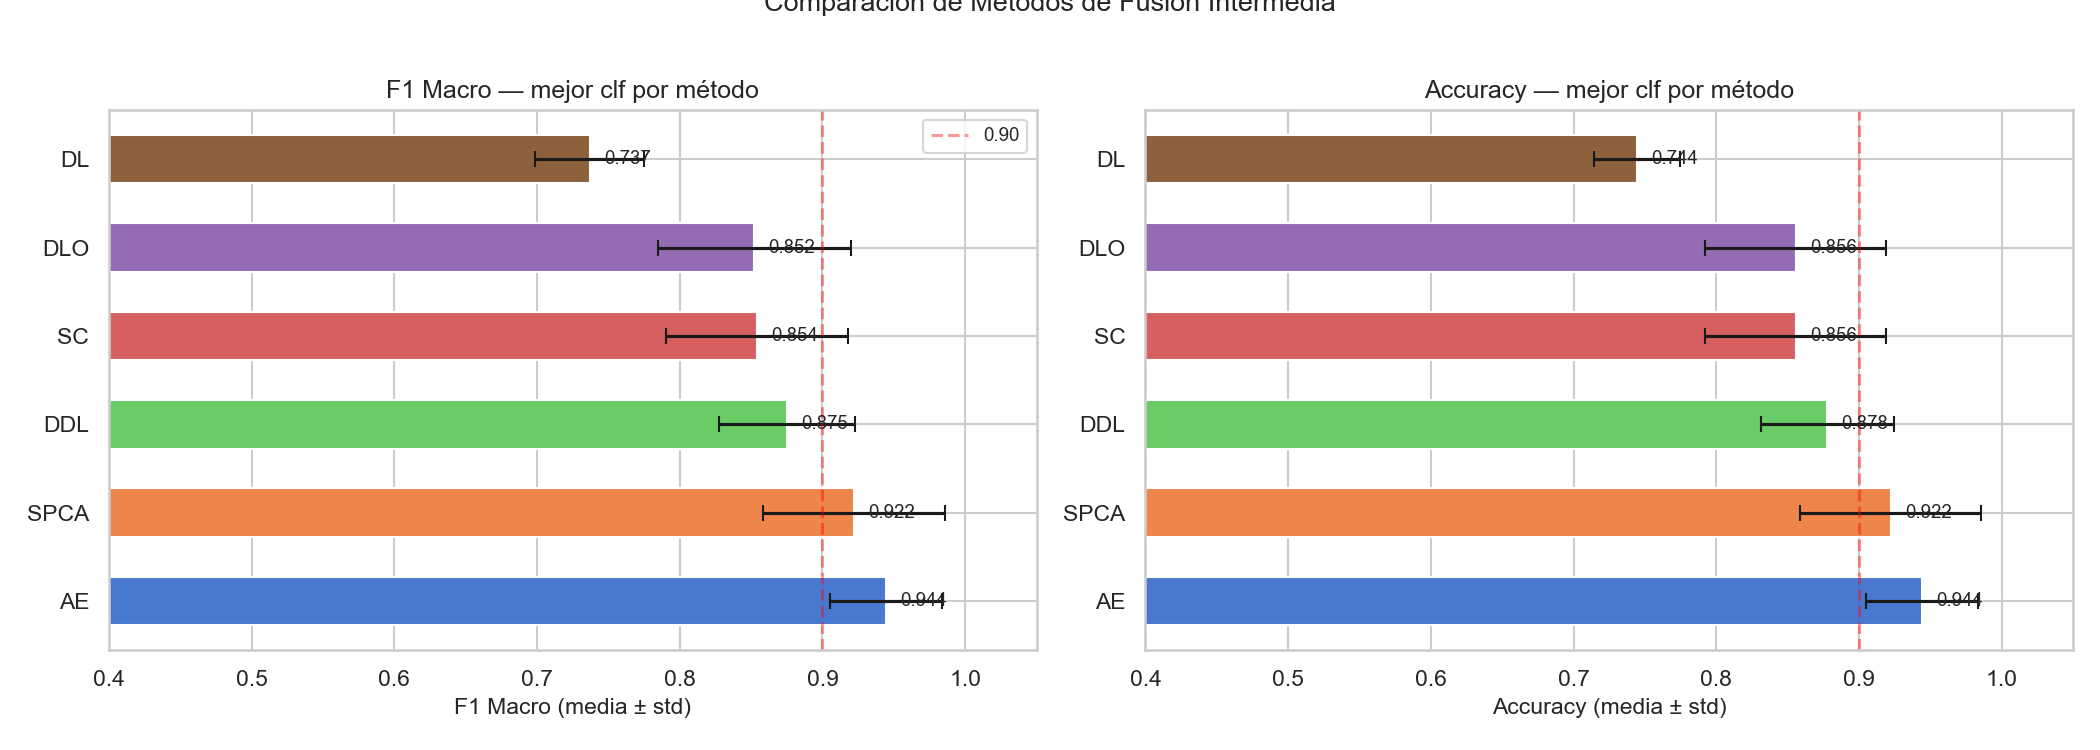 Comparación de Métodos de Fusión Intermedia
F1 Macro — mejor clf por método
0.90
DL
0.737
DLO
0.852
SC
0.854
DDL
0.875
SPCA
0.922
AE
0.944
0.4 0.5 0.6 0.7 0.8 0.9 1.0
F1 Macro (media ± std)
Accuracy — mejor clf por método
DL
0.744
DLO
0.856
SC
0.856
DDL
0.878
SPCA
0.922
AE
0.944
0.4 0.5 0.6 0.7 0.8 0.9 1.0
Accuracy (media ± std)